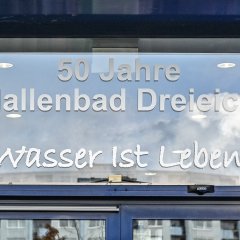 50 Jahre
allenbad Dreieic
Wasser Ist Leben